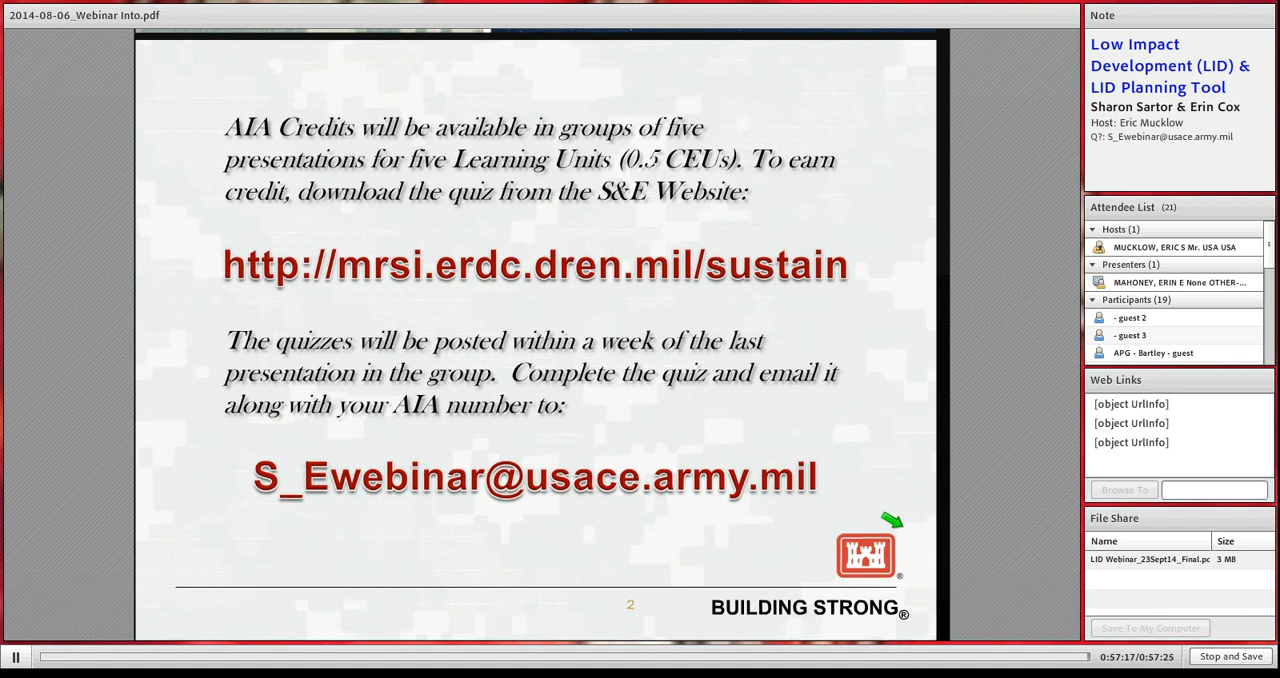 2014-08-06_Webinar Into.pdf
AIA Credits will be available in groups of five
presentations for five Learning Units (0.5 CEUs). To earn
credit, download the quiz from the S&E Website:
http://mrsi.erdc.dren.mil/sustain
The quizzes will be posted within a week of the last
presentation in the group. Complete the quiz and email it
along with your AIA number to:
S_Ewebinar@usace.army.mil
®
2
BUILDING STRONG®
Note
Low Impact
Development (LID) &
LID Planning Tool
Sharon Sartor & Erin Cox
Host: Eric Mucklow
Q?: S_Ewebinar@usace.army.mil
Attendee List (21)
Hosts (1)
MUCKLOW, ERIC S Mr. USA USA
Presenters (1)
MAHONEY, ERIN E None OTHER-...
Participants (19)
- guest 2
- guest 3
APG - Bartley - guest
Web Links
[object UrlInfo]
[object UrlInfo]
[object UrlInfo]
Browse To
File Share
Name Size
LID Webinar_23Sept14_Final.pc 3 MB
Save To My Computer
0:57:17/0:57:25
Stop and Save